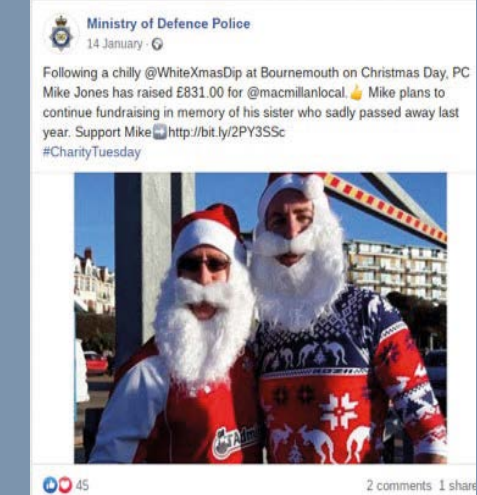 Ministry of Defence Police
14 January ·
Following a chilly @WhiteXmasDip at Bournemouth on Christmas Day, PC
Mike Jones has raised £831.00 for @macmillanlocal.👍 Mike plans to
continue fundraising in memory of his sister who sadly passed away last
year. Support Mike➡http://bit.ly/2PY3SSc
#CharityTuesday
45
2 comments 1 share